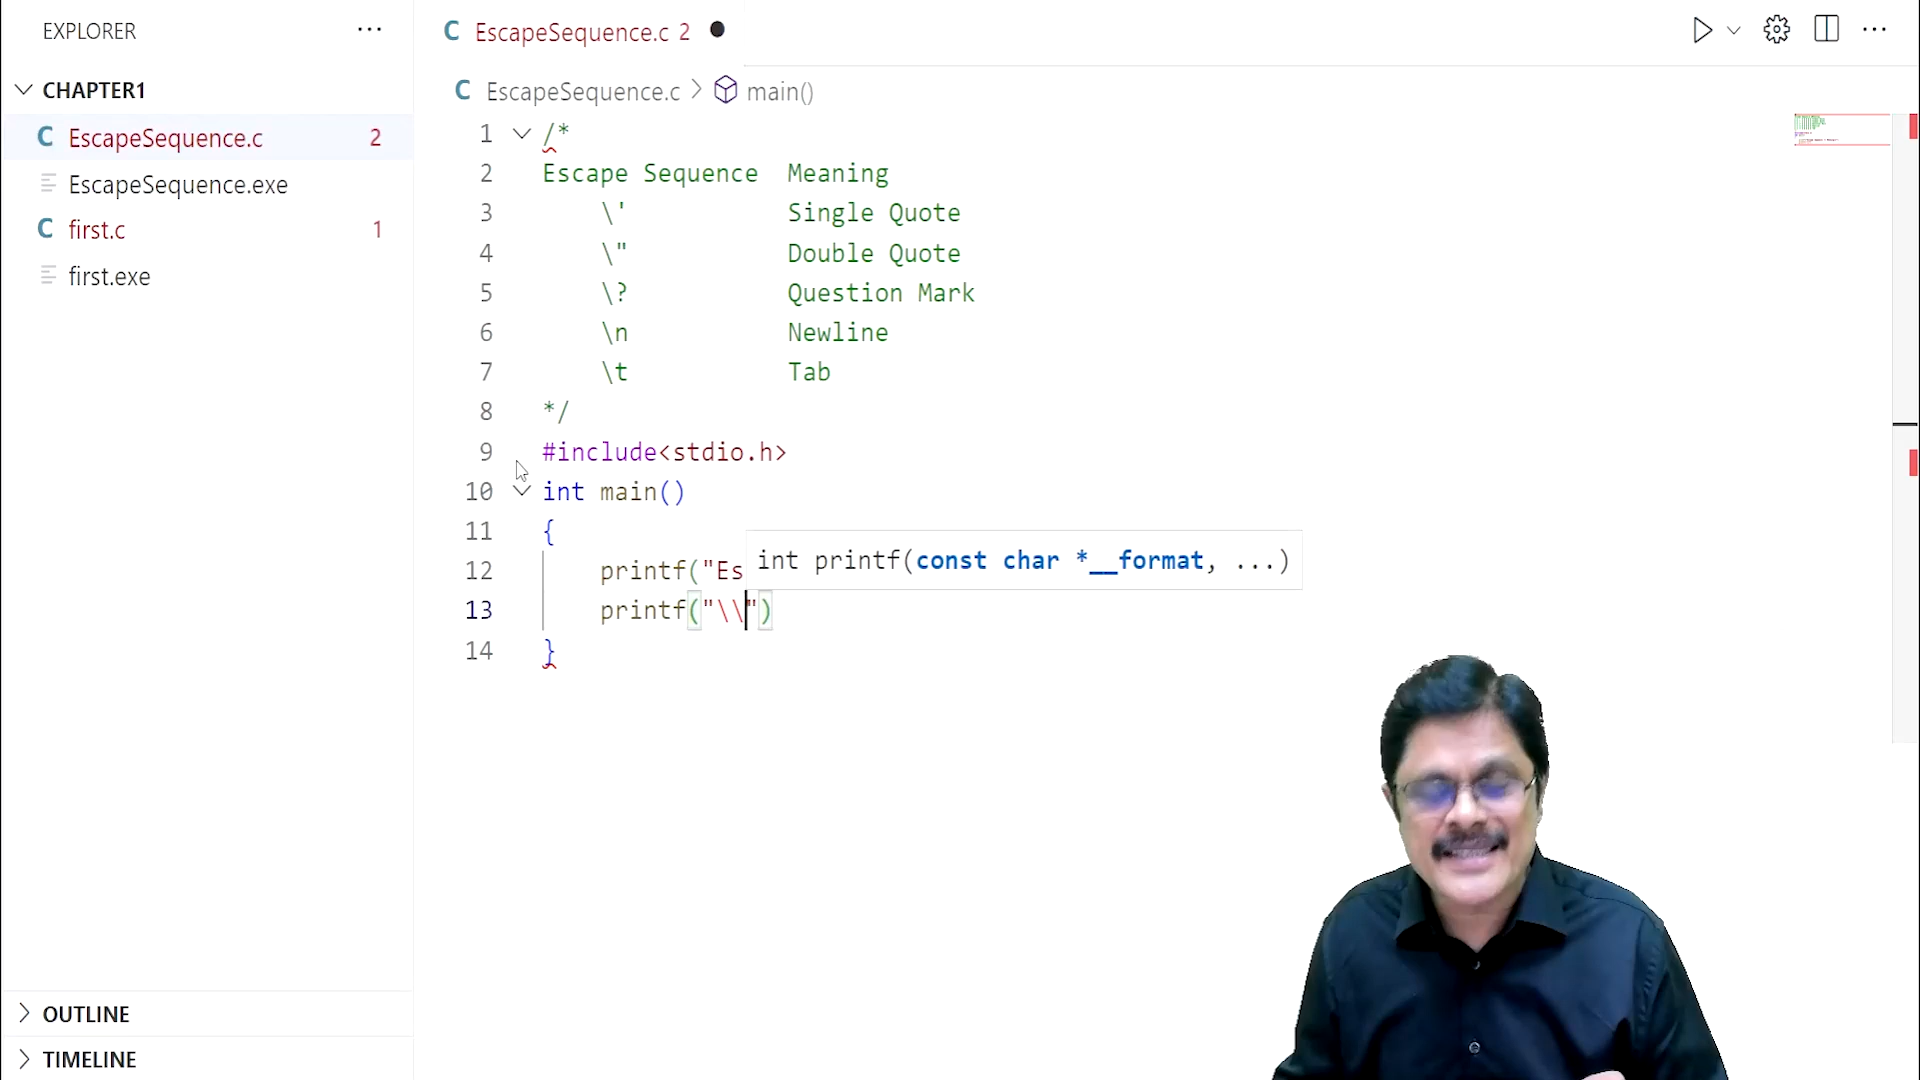 EXPLORER ...
CHAPTER1
EscapeSequence.c 2
EscapeSequence.exe
first.c 1
first.exe
OUTLINE
TIMELINE
C EscapeSequence.c 2
C EscapeSequence.c > main()
1 /*
2 Escape Sequence Meaning
3 \' Single Quote
4 \" Double Quote
5 \? Question Mark
6 \n Newline
7 \t Tab
8 */
9 #include<stdio.h>
10 int main()
11 {
int printf(const char *__format, ...)
12 printf("Es
13 printf("\\")
14 }